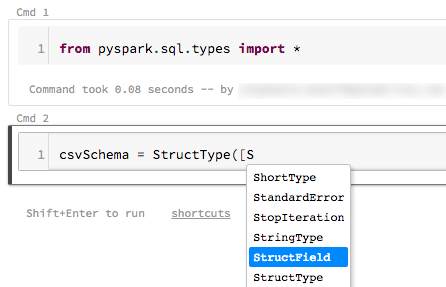 Cmd 1
1 from pyspark.sql.types import *
Command took 0.08 seconds -- by
Cmd 2
1 csvSchema = StructType([S
ShortType
StandardError
StopIteration
StringType
StructField
StructType
Shift+Enter to run shortcuts